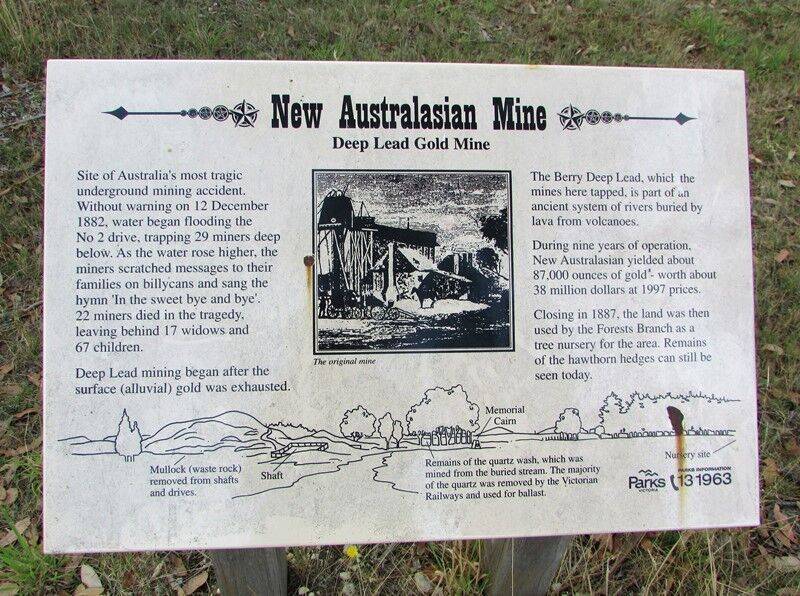 New Australasian Mine
Deep Lead Gold Mine
Site of Australia's most tragic
underground mining accident.
Without warning on 12 December
1882, water began flooding the
No 2 drive, trapping 29 miners deep
below. As the water rose higher, the
miners scratched messages to their
families on billycans and sang the
hymn 'In the sweet bye and bye'.
22 miners died in the tragedy,
leaving behind 17 widows and
67 children.
Deep Lead mining began after the
surface (alluvial) gold was exhausted.
The original mine
The Berry Deep Lead, which the
mines here tapped, is part of an
ancient system of rivers buried by
lava from volcanoes.
During nine years of operation,
New Australasian yielded about
87,000 ounces of gold - worth about
38 million dollars at 1997 prices.
Closing in 1887, the land was then
used by the Forests Branch as a
tree nursery for the area. Remains
of the hawthorn hedges can still be
seen today.
Mullock (waste rock)
removed from shafts
and drives.
Shaft
Memorial
Cairn
Remains of the quartz wash, which was
mined from the buried stream. The majority
of the quartz was removed by the Victorian
Railways and used for ballast.
Nursery site
Parks
VICTORIA
PARKS INFORMATION
13 1963